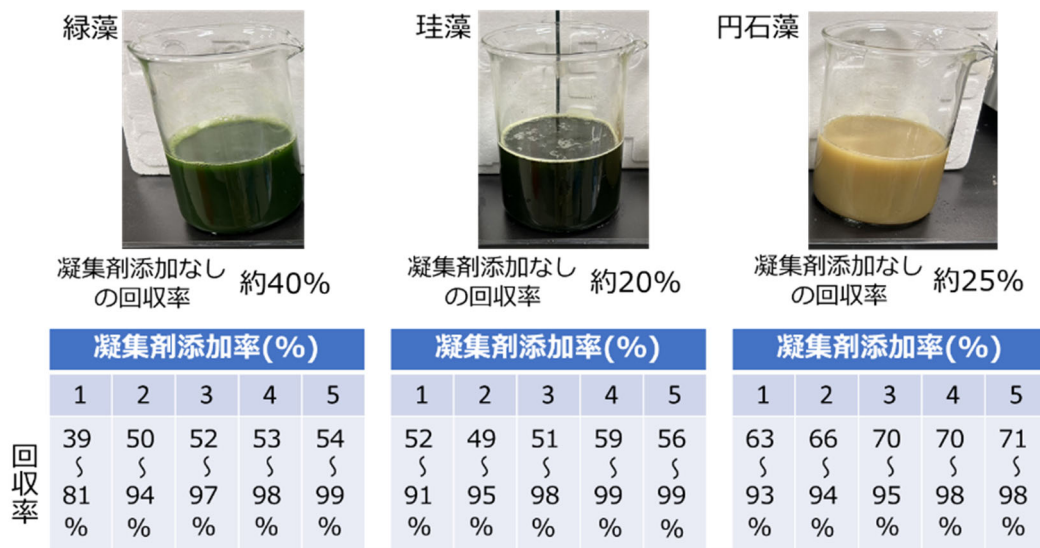 緑藻
珪藻
円石藻
凝集剤添加なし
の回収率
約40%
凝集剤添加なし
の回収率
約20%
凝集剤添加なし
の回収率
約25%
凝集剤添加率(%)
1 2 3 4 5
回収率
39 50 52 53 54
~ ~ ~ ~ ~
81 94 97 98 99
% % % % %
凝集剤添加率(%)
1 2 3 4 5
52 49 51 59 56
~ ~ ~ ~ ~
91 95 98 99 99
% % % % %
凝集剤添加率(%)
1 2 3 4 5
63 66 70 70 71
~ ~ ~ ~ ~
93 94 95 98 98
% % % % %